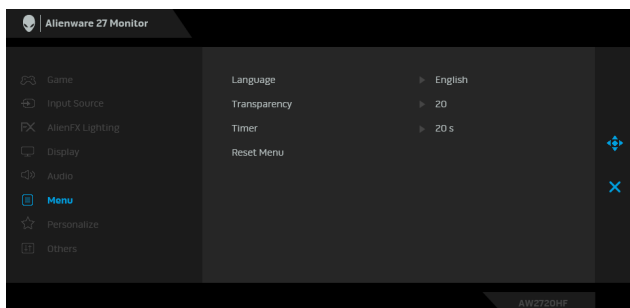 Alienware 27 Monitor
Game
Input Source
FX AlienFX Lighting
Display
Audio
Menu
Personalize
Others
Language English
Transparency 20
Timer 20 s
Reset Menu
AW2720HF